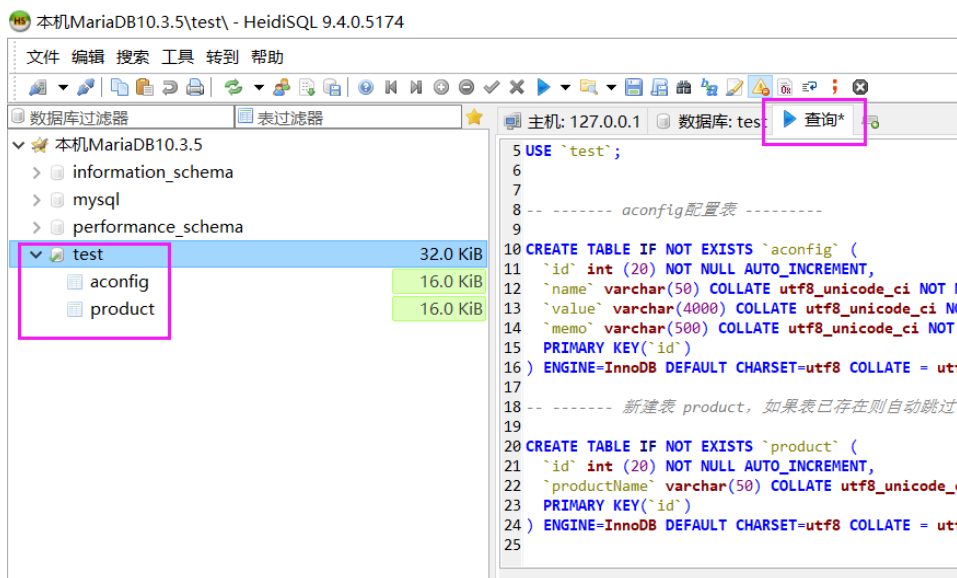 本机MariaDB10.3.5\test\ - HeidiSQL 9.4.0.5174
文件 编辑 搜索 工具 转到 帮助
数据库过滤器 表过滤器
主机: 127.0.0.1 数据库: test 查询*
本机MariaDB10.3.5
information_schema
mysql
performance_schema
test 32.0 KiB
aconfig 16.0 KiB
product 16.0 KiB
5 USE `test`;
6
7
8 -- ------- aconfig配置表 ---------
9
10 CREATE TABLE IF NOT EXISTS `aconfig` (
11 `id` int (20) NOT NULL AUTO_INCREMENT,
12 `name` varchar(50) COLLATE utf8_unicode_ci NOT
13 `value` varchar(4000) COLLATE utf8_unicode_ci
14 `memo` varchar(500) COLLATE utf8_unicode_ci NOT
15 PRIMARY KEY(`id`)
16 ) ENGINE=InnoDB DEFAULT CHARSET=utf8 COLLATE =
17
18 -- ------- 新建表 product，如果表已存在则自动跳过
19
20 CREATE TABLE IF NOT EXISTS `product` (
21 `id` int (20) NOT NULL AUTO_INCREMENT,
22 `productName` varchar(50) COLLATE utf8_unicode_
23 PRIMARY KEY(`id`)
24 ) ENGINE=InnoDB DEFAULT CHARSET=utf8 COLLATE =
25